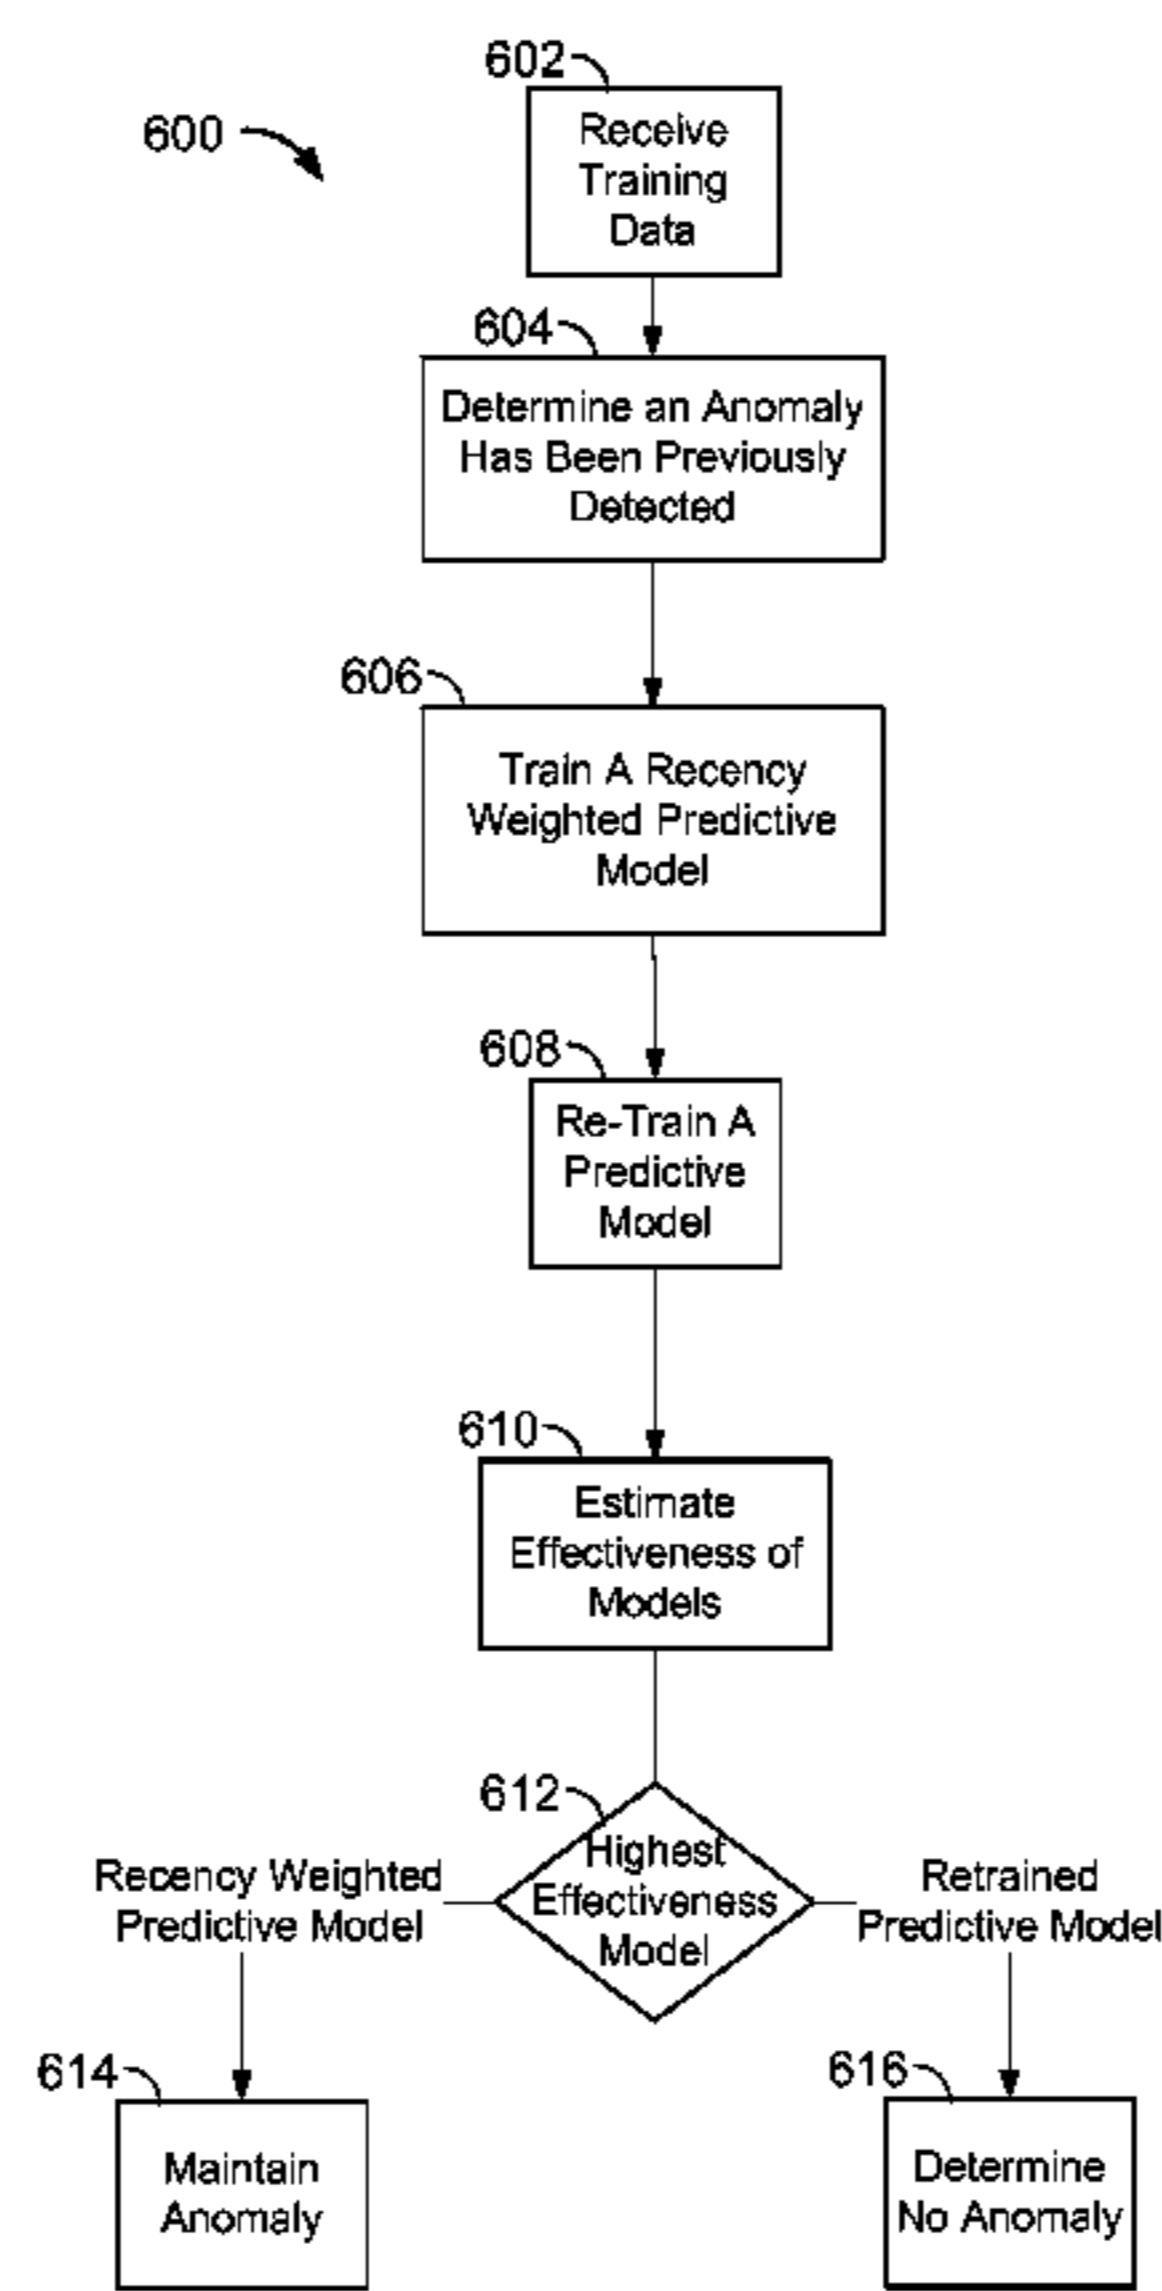 602
600
Receive
Training
Data
604
Determine an Anomaly
Has Been Previously
Detected
606
Train A Recency
Weighted Predictive
Model
608
Re-Train A
Predictive
Model
610
Estimate
Effectiveness of
Models
612
Highest
Effectiveness
Model
Recency Weighted
Predictive Model
Retrained
Predictive Model
614
Maintain
Anomaly
616
Determine
No Anomaly